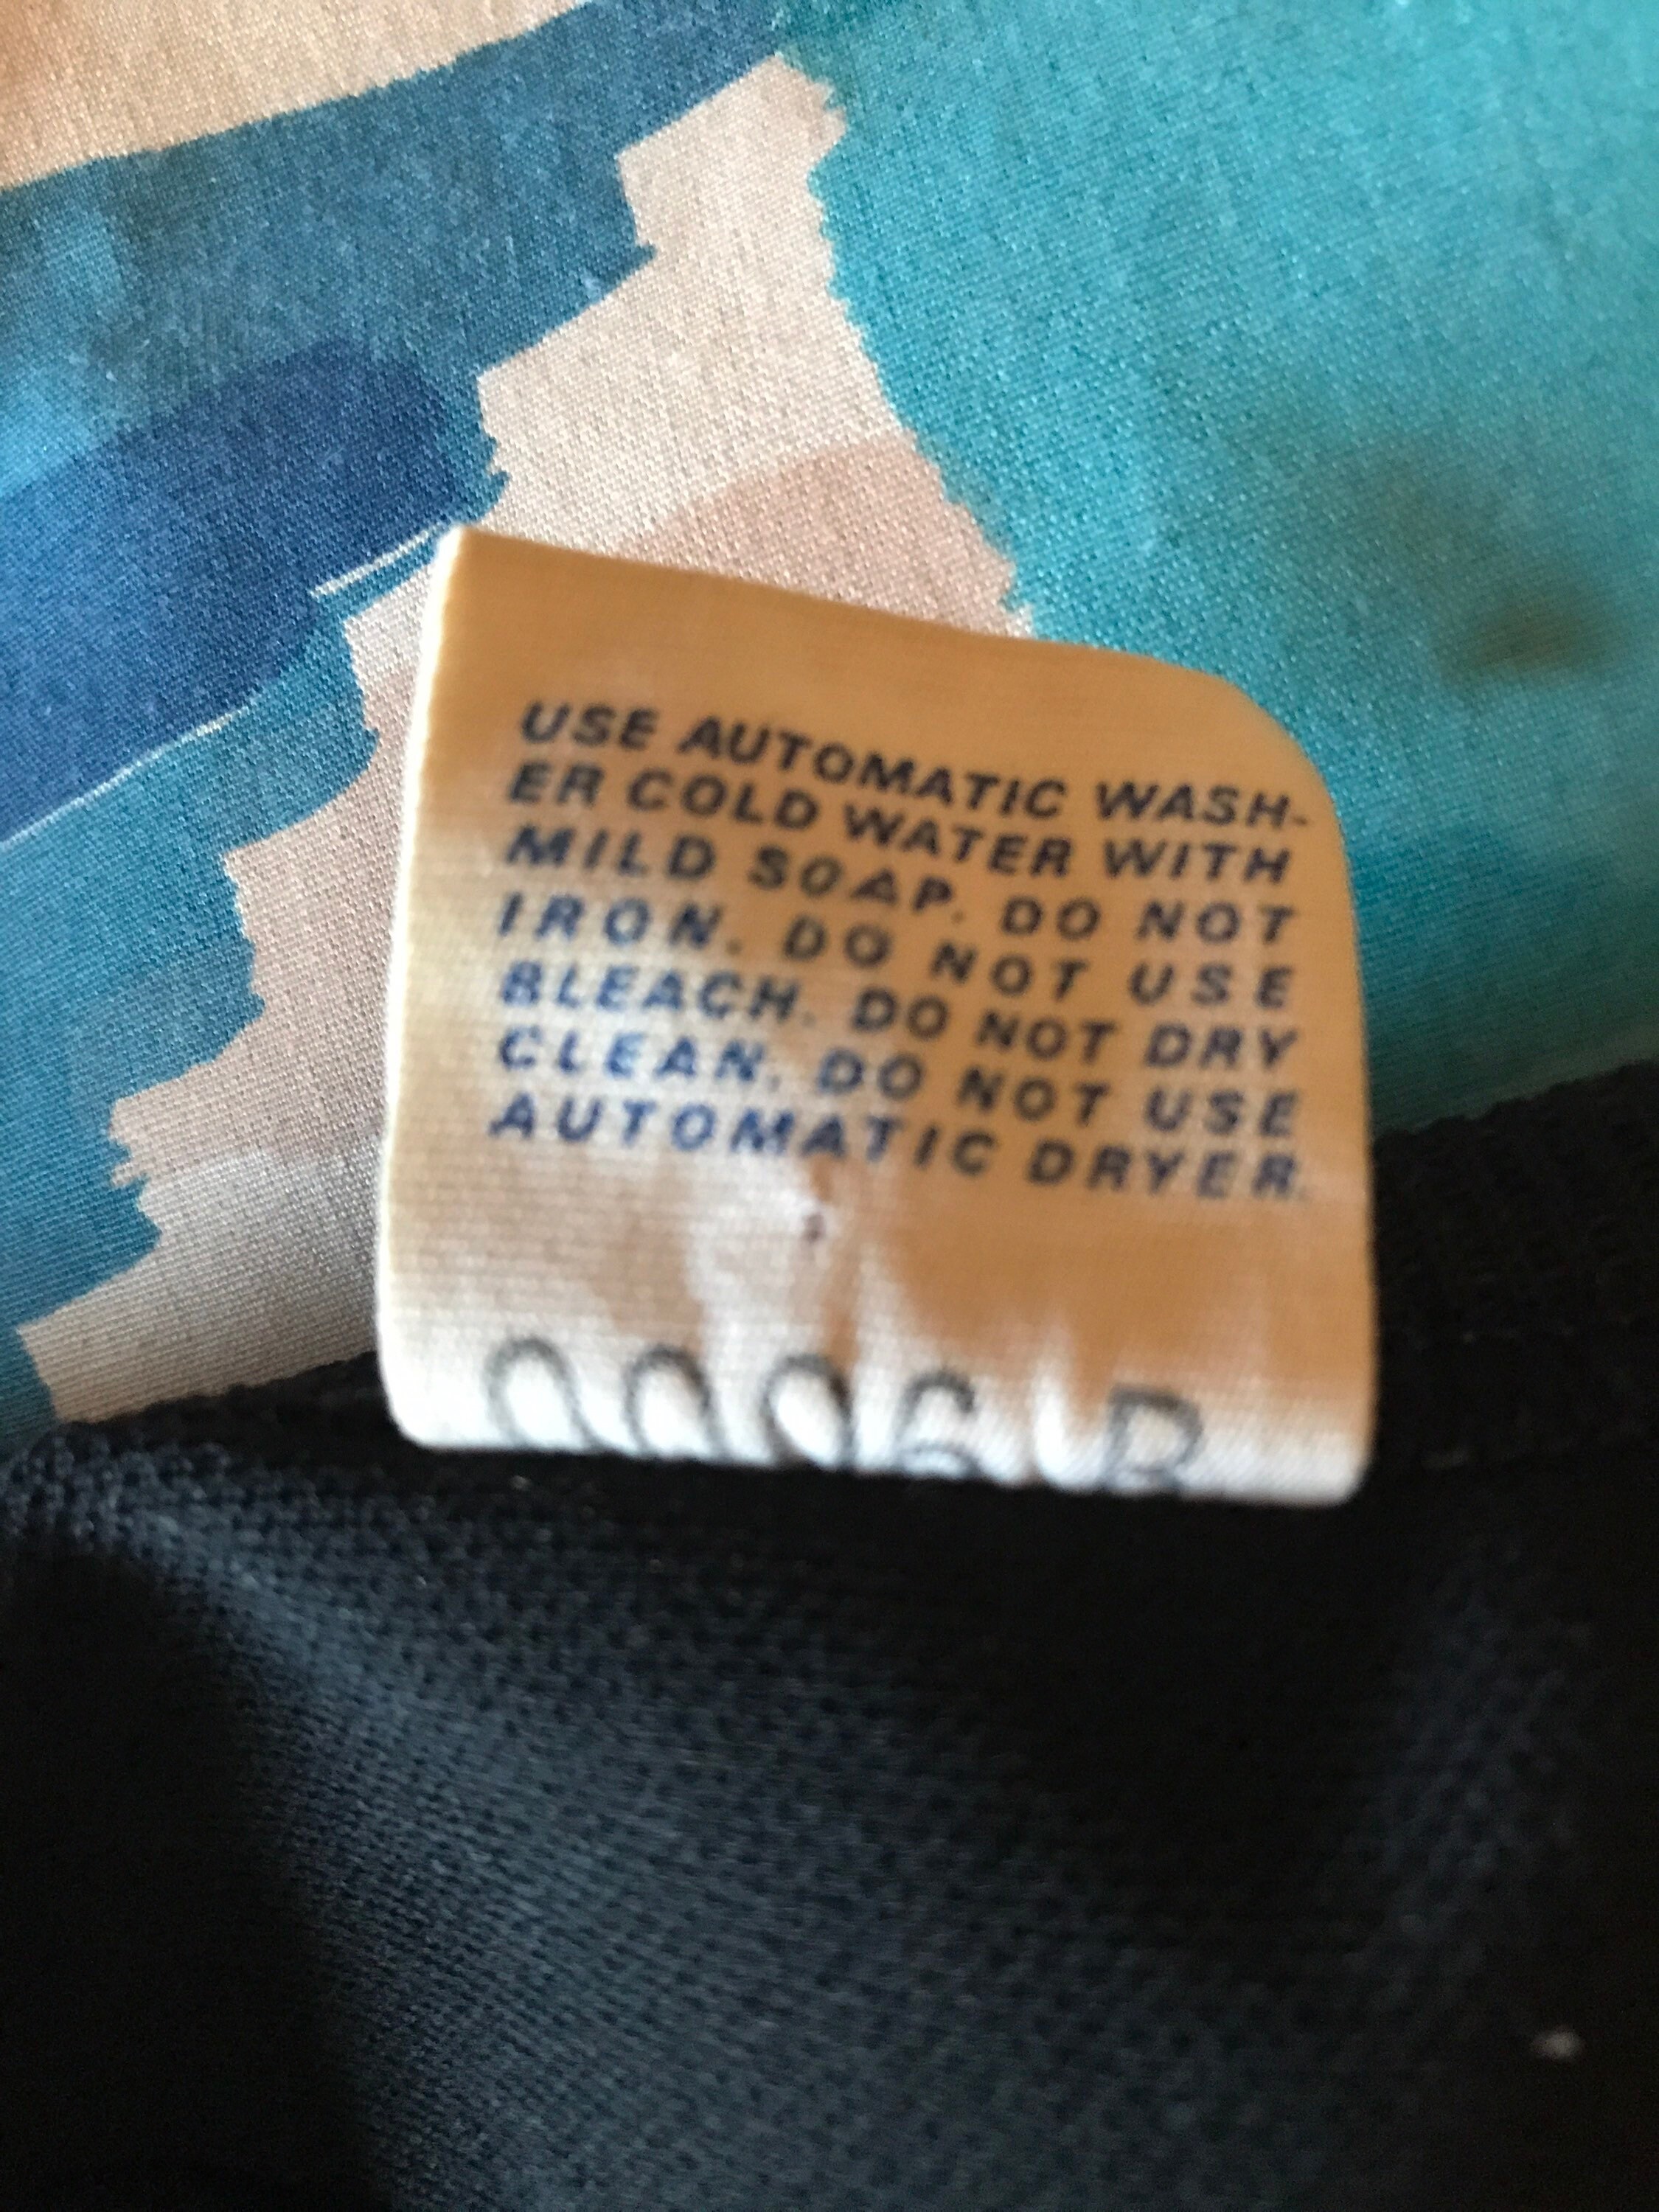 USE AUTOMATIC WASH-
ER COLD WATER WITH
MILD SOAP. DO NOT
IRON. DO NOT USE
BLEACH. DO NOT DRY
CLEAN. DO NOT USE
AUTOMATIC DRYER.